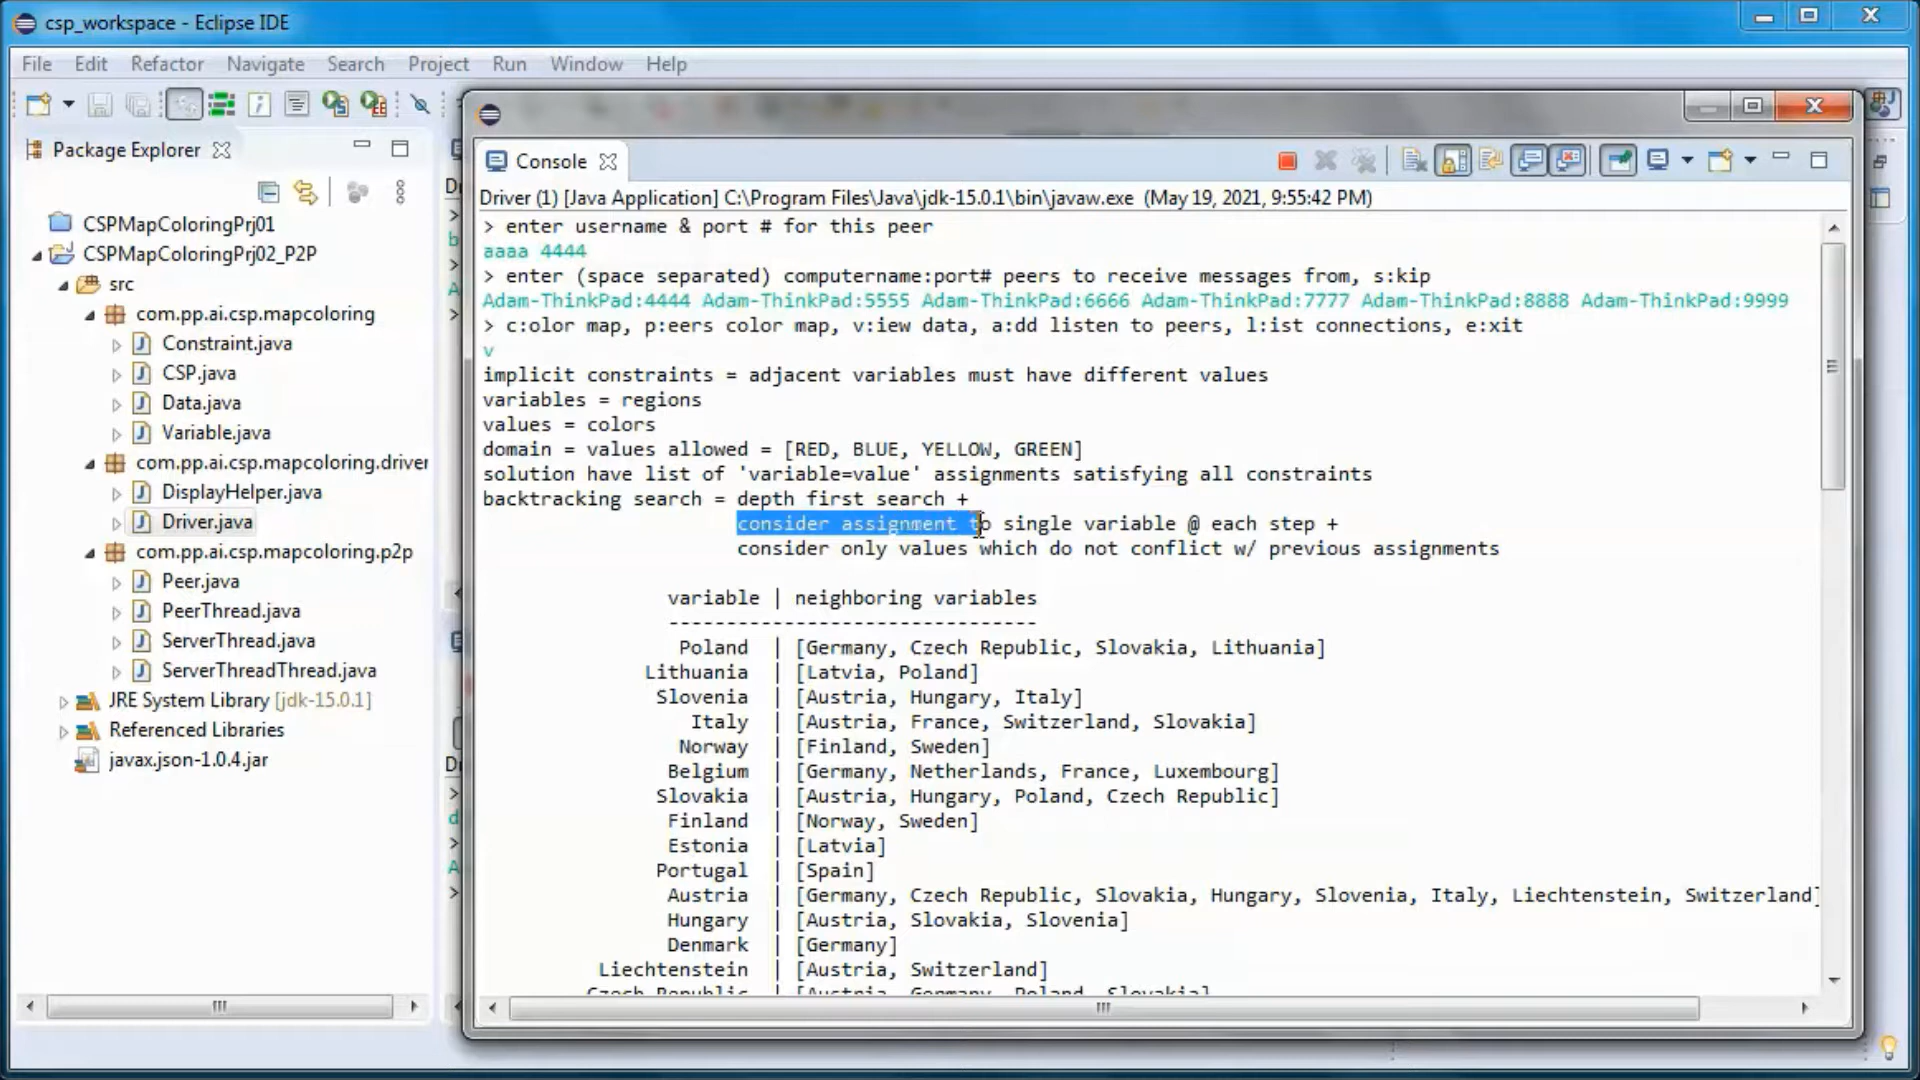 csp_workspace - Eclipse IDE
File Edit Refactor Navigate Search Project Run Window Help
Package Explorer
CSPMapColoringPrj01
CSPMapColoringPrj02_P2P
src
com.pp.ai.csp.mapcoloring
Constraint.java
CSP.java
Data.java
Variable.java
com.pp.ai.csp.mapcoloring.driver
DisplayHelper.java
Driver.java
com.pp.ai.csp.mapcoloring.p2p
Peer.java
PeerThread.java
ServerThread.java
ServerThreadThread.java
JRE System Library [jdk-15.0.1]
Referenced Libraries
javax.json-1.0.4.jar
Console
Driver (1) [Java Application] C:\Program Files\Java\jdk-15.0.1\bin\javaw.exe (May 19, 2021, 9:55:42 PM)
> enter username & port # for this peer
aaaa 4444
> enter (space separated) computername:port# peers to receive messages from, s:kip
Adam-ThinkPad:4444 Adam-ThinkPad:5555 Adam-ThinkPad:6666 Adam-ThinkPad:7777 Adam-ThinkPad:8888 Adam-ThinkPad:9999
> c:olor map, p:eers color map, v:iew data, a:dd listen to peers, l:ist connections, e:xit
v
implicit constraints = adjacent variables must have different values
variables = regions
values = colors
domain = values allowed = [RED, BLUE, YELLOW, GREEN]
solution have list of 'variable=value' assignments satisfying all constraints
backtracking search = depth first search +
consider assignment to single variable @ each step +
consider only values which do not conflict w/ previous assignments
variable | neighboring variables
--------------------------------
Poland | [Germany, Czech Republic, Slovakia, Lithuania]
Lithuania | [Latvia, Poland]
Slovenia | [Austria, Hungary, Italy]
Italy | [Austria, France, Switzerland, Slovakia]
Norway | [Finland, Sweden]
Belgium | [Germany, Netherlands, France, Luxembourg]
Slovakia | [Austria, Hungary, Poland, Czech Republic]
Finland | [Norway, Sweden]
Estonia | [Latvia]
Portugal | [Spain]
Austria | [Germany, Czech Republic, Slovakia, Hungary, Slovenia, Italy, Liechtenstein, Switzerland]
Hungary | [Austria, Slovakia, Slovenia]
Denmark | [Germany]
Liechtenstein | [Austria, Switzerland]
Czech Republic | [Austria, Germany, Poland, Slovakia]